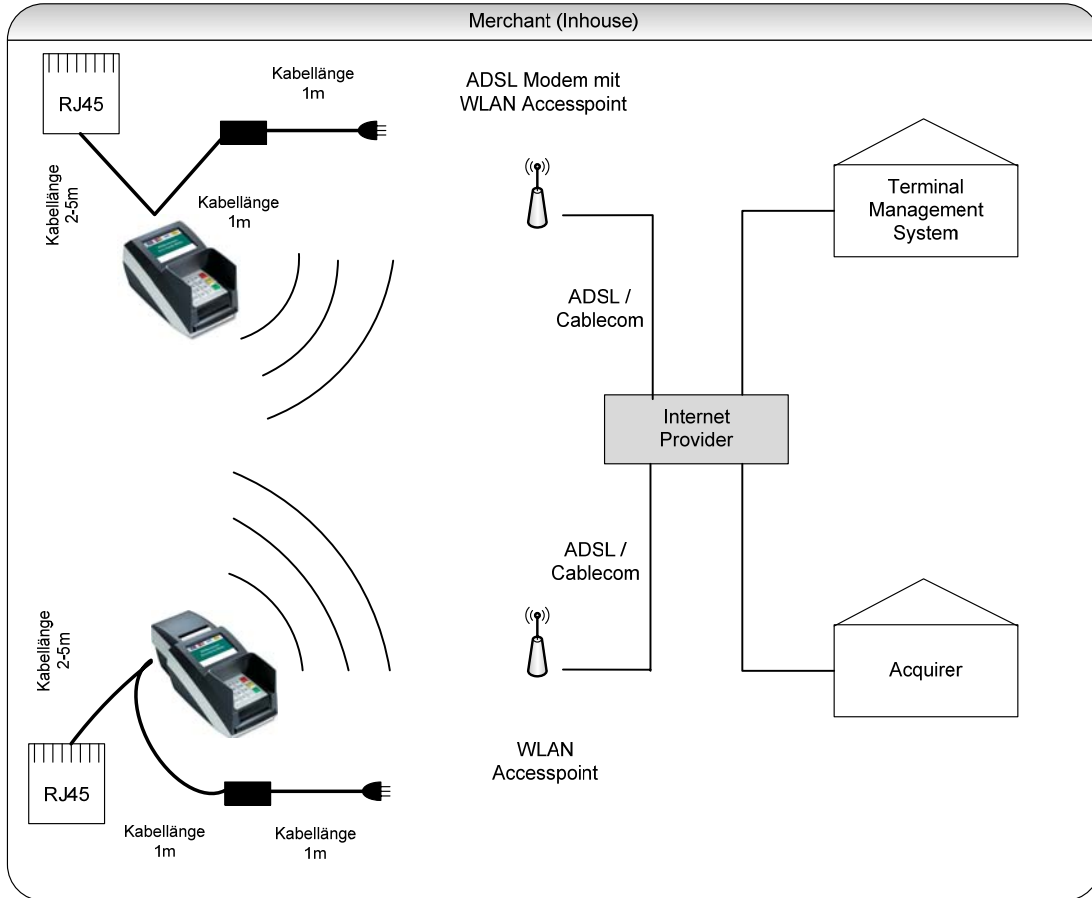 Merchant (Inhouse)
RJ45
Kabellänge
1m
Kabellänge
2-5m
Kabellänge
1m
ADSL Modem mit
WLAN Accesspoint
Terminal
Management
System
ADSL /
Cablecom
Internet
Provider
ADSL /
Cablecom
Kabellänge
2-5m
RJ45
Kabellänge
1m
Kabellänge
1m
WLAN
Accesspoint
Acquirer